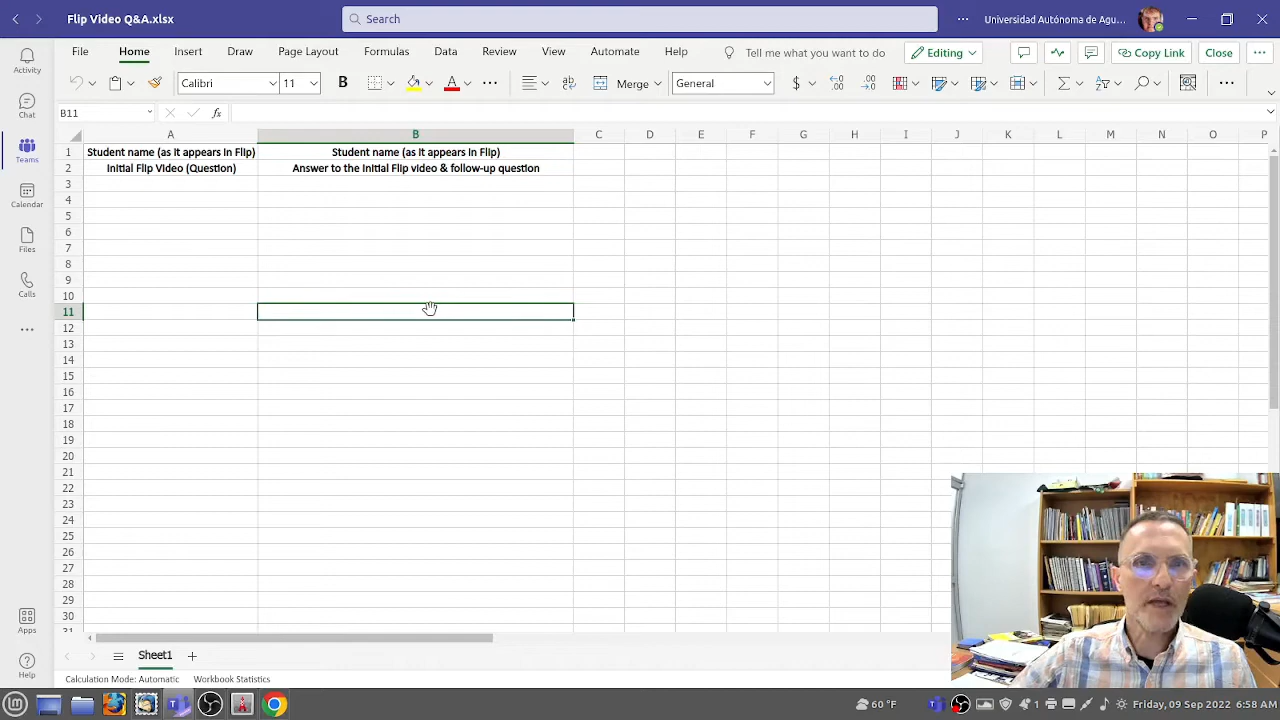 Flip Video Q&A.xlsx
Search
Universidad Autónoma de Agu...
File Home Insert Draw Page Layout Formulas Data Review View Automate Help Tell me what you want to do Editing Copy Link Close
Calibri 11 B A Merge General $
B11 fx
A B C D E F G H I J K L M N O P
1 Student name (as it appears in Flip) Student name (as it appears in Flip)
2 Initial Flip Video (Question) Answer to the initial Flip video & follow-up question
3
4
5
6
7
8
9
10
11
12
13
14
15
16
17
18
19
20
21
22
23
24
25
26
27
28
29
30
31
Activity
Chat
Teams
Calendar
Files
Calls
Apps
Help
Sheet1
Calculation Mode: Automatic Workbook Statistics
60 °F 1 Friday, 09 Sep 2022 6:58 AM